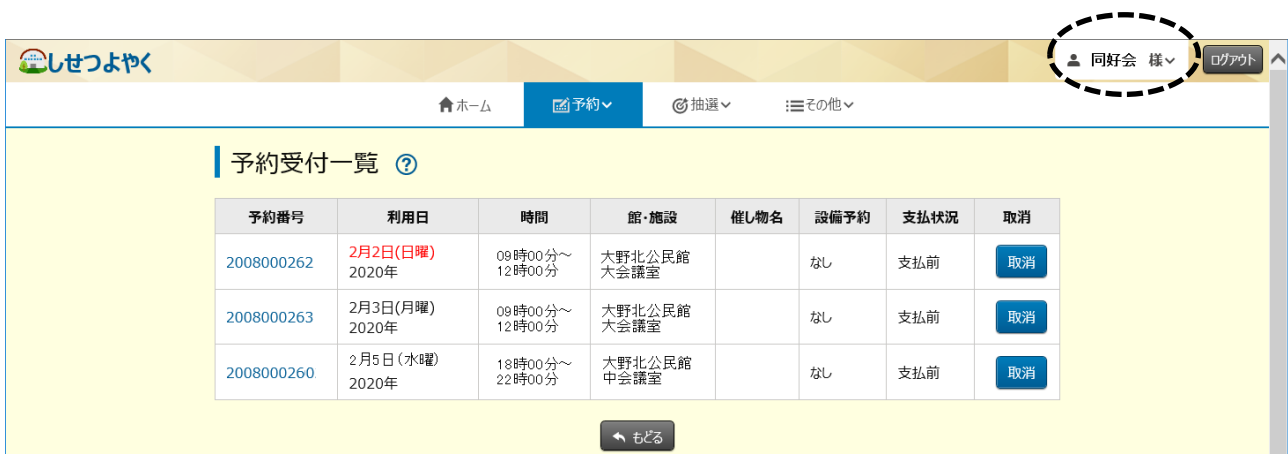 しせつよやく
同好会 様
ログアウト
ホーム 予約 抽選 その他
予約受付一覧 ?
予約番号 利用日 時間 館・施設 催し物名 設備予約 支払状況 取消
2008000262 2月2日(日曜) 2020年 09時00分～ 12時00分 大野北公民館 大会議室 なし 支払前 取消
2008000263 2月3日(月曜) 2020年 09時00分～ 12時00分 大野北公民館 大会議室 なし 支払前 取消
2008000260 2月5日(水曜) 2020年 18時00分～ 22時00分 大野北公民館 中会議室 なし 支払前 取消
もどる